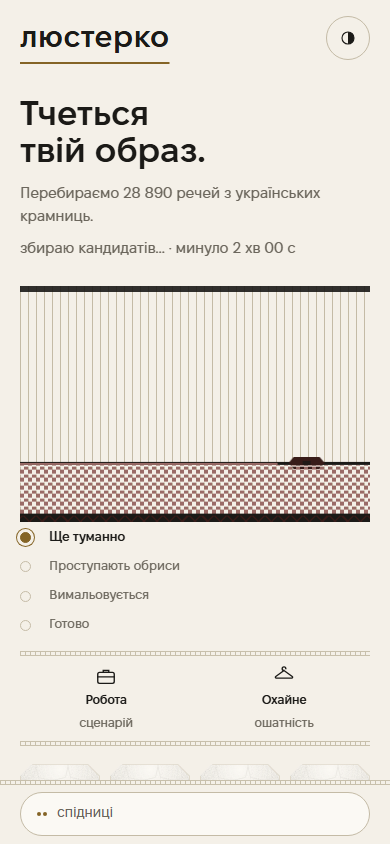 люстерко
Тчеться
твій образ.
Перебираємо 28 890 речей з українських
крамниць.
збираю кандидатів... · минуло 2 хв 00 с
Ще туманно
Проступають обриси
Вимальовується
Готово
Робота
сценарій
Охайне
ошатність
спідниці